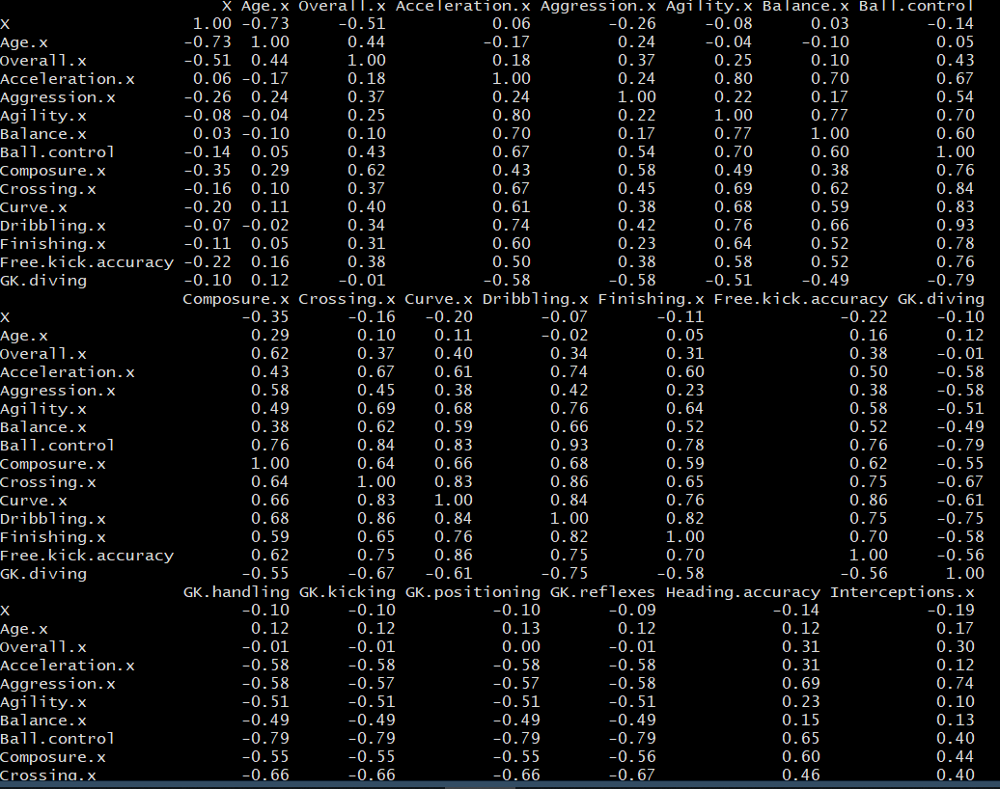 X Age.x Overall.x Acceleration.x Aggression.x Agility.x Balance.x Ball.control
X 1.00 -0.73 -0.51 0.06 -0.26 -0.08 0.03 -0.14
Age.x -0.73 1.00 0.44 -0.17 0.24 -0.04 -0.10 0.05
Overall.x -0.51 0.44 1.00 0.18 0.37 0.25 0.10 0.43
Acceleration.x 0.06 -0.17 0.18 1.00 0.24 0.80 0.70 0.67
Aggression.x -0.26 0.24 0.37 0.24 1.00 0.22 0.17 0.54
Agility.x -0.08 -0.04 0.25 0.80 0.22 1.00 0.77 0.70
Balance.x 0.03 -0.10 0.10 0.70 0.17 0.77 1.00 0.60
Ball.control -0.14 0.05 0.43 0.67 0.54 0.70 0.60 1.00
Composure.x -0.35 0.29 0.62 0.43 0.58 0.49 0.38 0.76
Crossing.x -0.16 0.10 0.37 0.67 0.45 0.69 0.62 0.84
Curve.x -0.20 0.11 0.40 0.61 0.38 0.68 0.59 0.83
Dribbling.x -0.07 -0.02 0.34 0.74 0.42 0.76 0.66 0.93
Finishing.x -0.11 0.05 0.31 0.60 0.23 0.64 0.52 0.78
Free.kick.accuracy -0.22 0.16 0.38 0.50 0.38 0.58 0.52 0.76
GK.diving -0.10 0.12 -0.01 -0.58 -0.58 -0.51 -0.49 -0.79
Composure.x Crossing.x Curve.x Dribbling.x Finishing.x Free.kick.accuracy GK.diving
X -0.35 -0.16 -0.20 -0.07 -0.11 -0.22 -0.10
Age.x 0.29 0.10 0.11 -0.02 0.05 0.16 0.12
Overall.x 0.62 0.37 0.40 0.34 0.31 0.38 -0.01
Acceleration.x 0.43 0.67 0.61 0.74 0.60 0.50 -0.58
Aggression.x 0.58 0.45 0.38 0.42 0.23 0.38 -0.58
Agility.x 0.49 0.69 0.68 0.76 0.64 0.58 -0.51
Balance.x 0.38 0.62 0.59 0.66 0.52 0.52 -0.49
Ball.control 0.76 0.84 0.83 0.93 0.78 0.76 -0.79
Composure.x 1.00 0.64 0.66 0.68 0.59 0.62 -0.55
Crossing.x 0.64 1.00 0.83 0.86 0.65 0.75 -0.67
Curve.x 0.66 0.83 1.00 0.84 0.76 0.86 -0.61
Dribbling.x 0.68 0.86 0.84 1.00 0.82 0.75 -0.75
Finishing.x 0.59 0.65 0.76 0.82 1.00 0.70 -0.58
Free.kick.accuracy 0.62 0.75 0.86 0.75 0.70 1.00 -0.56
GK.diving -0.55 -0.67 -0.61 -0.75 -0.58 -0.56 1.00
GK.handling GK.kicking GK.positioning GK.reflexes Heading.accuracy Interceptions.x
X -0.10 -0.10 -0.10 -0.09 -0.14 -0.19
Age.x 0.12 0.12 0.13 0.12 0.12 0.17
Overall.x -0.01 -0.01 0.00 -0.01 0.31 0.30
Acceleration.x -0.58 -0.58 -0.58 -0.58 0.31 0.12
Aggression.x -0.58 -0.57 -0.57 -0.58 0.69 0.74
Agility.x -0.51 -0.51 -0.51 -0.51 0.23 0.10
Balance.x -0.49 -0.49 -0.49 -0.49 0.15 0.13
Ball.control -0.79 -0.79 -0.79 -0.79 0.65 0.40
Composure.x -0.55 -0.55 -0.55 -0.56 0.60 0.44
Crossing.x -0.66 -0.66 -0.66 -0.67 0.46 0.40